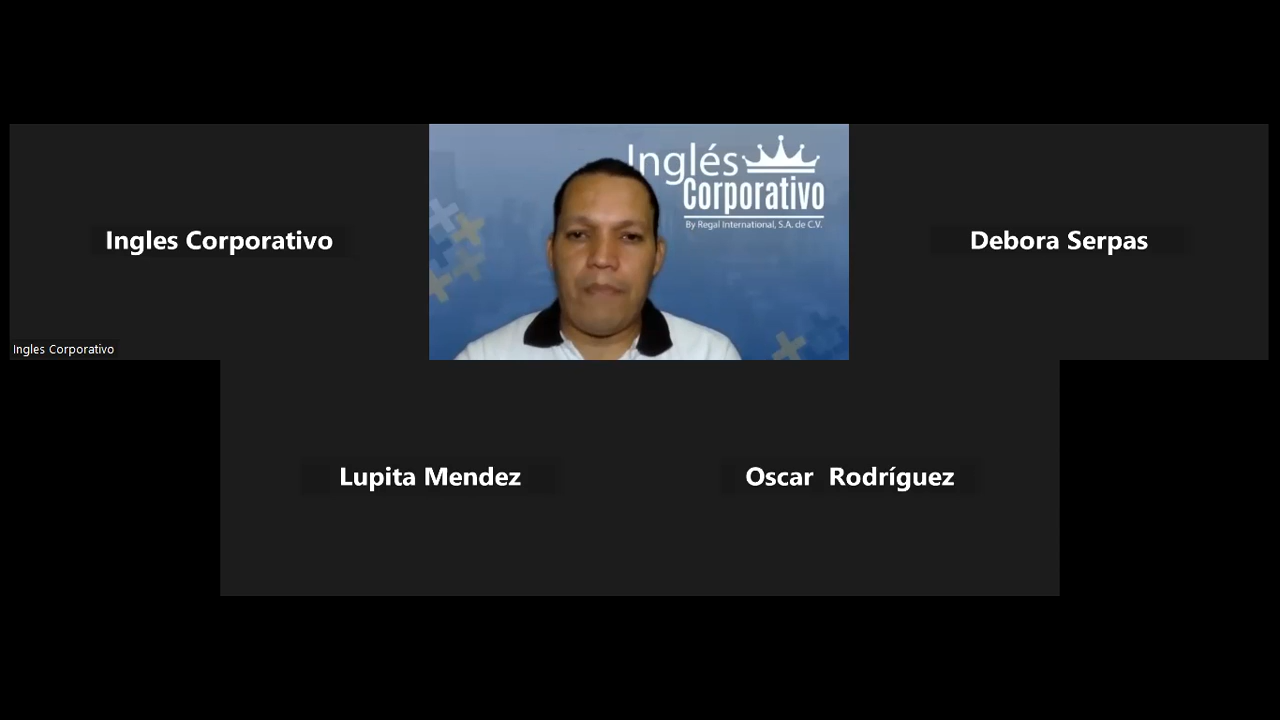 Inglés
Corporativo
By Regal International, S.A. de C.V.
Ingles Corporativo
Debora Serpas
Ingles Corporativo
Lupita Mendez
Oscar  Rodríguez